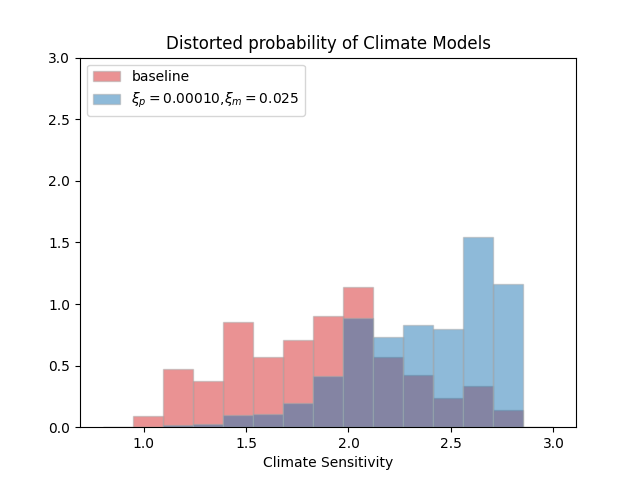 Distorted probability of Climate Models
3.0
2.5
2.0
1.5
1.0
0.5
0.0
baseline
ξp = 0.00010,ξm = 0.025
1.0 1.5 2.0 2.5 3.0
Climate Sensitivity